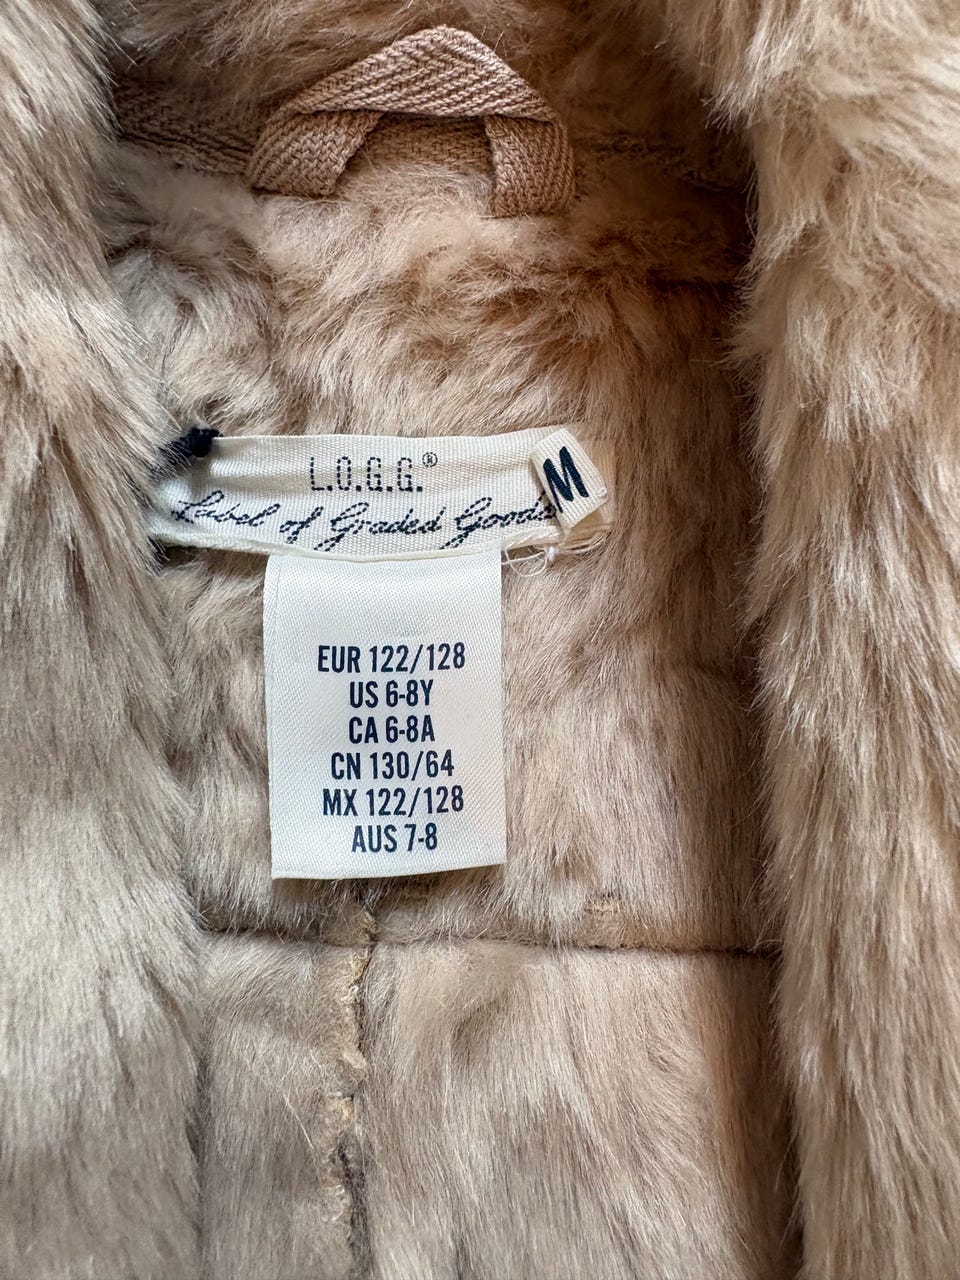 L.O.G.G.®
M
Label of Graded Goods
EUR 122/128
US 6-8Y
CA 6-8A
CN 130/64
MX 122/128
AUS 7-8